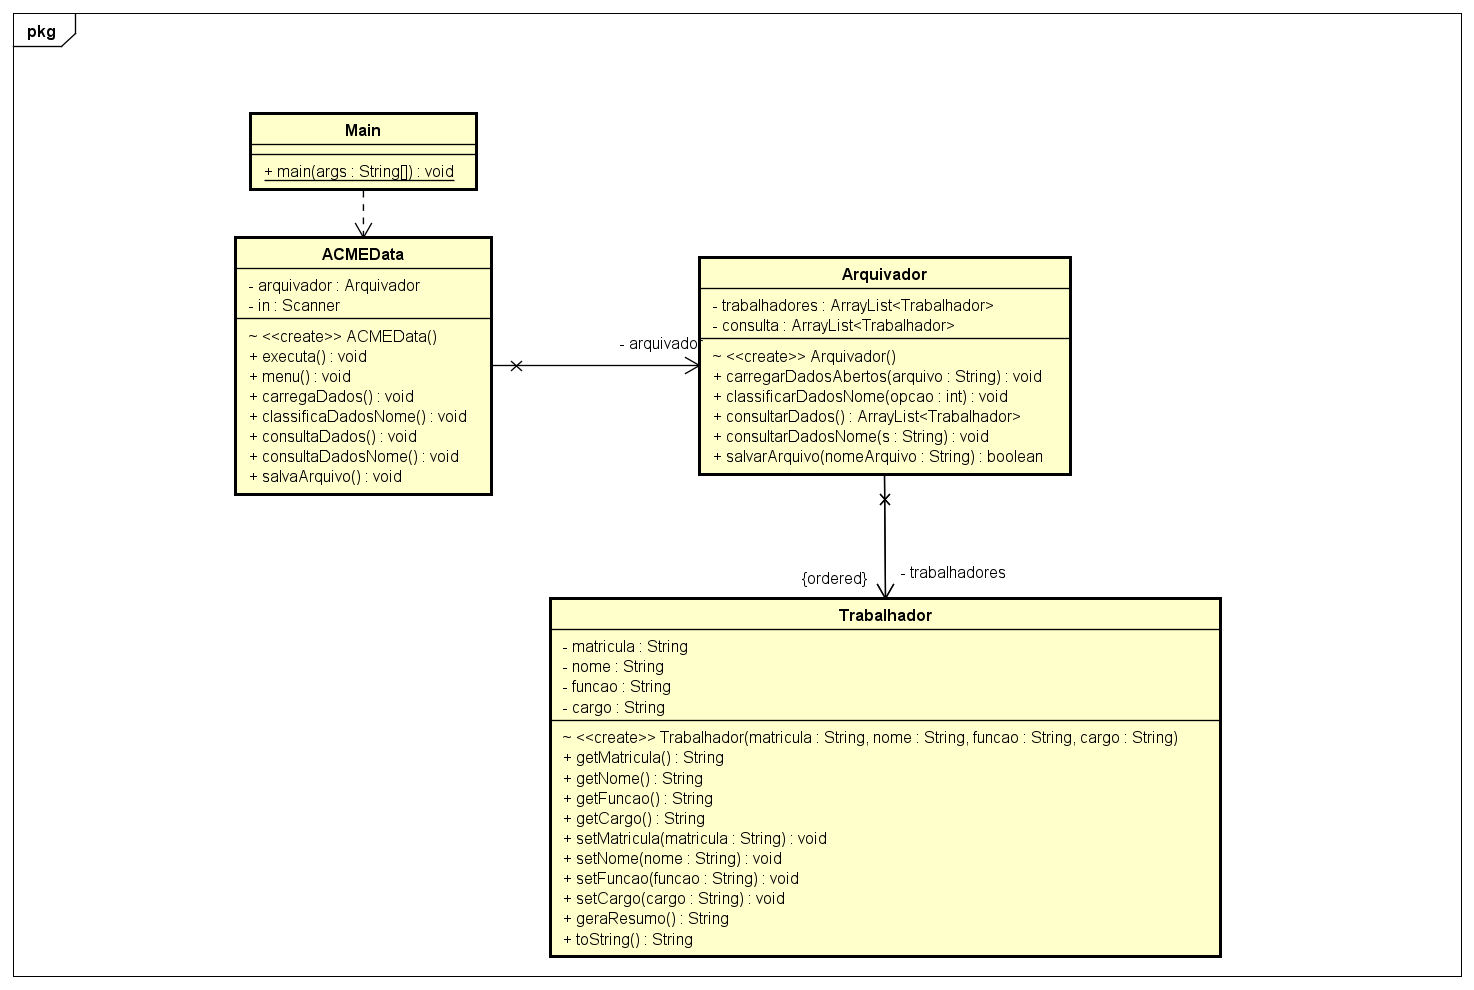 pkg
Main
+ main(args : String[]) : void
ACMEData
- arquivador : Arquivador
- in : Scanner
~ <<create>> ACMEData()
+ executa() : void
+ menu() : void
+ carregaDados() : void
+ classificaDadosNome() : void
+ consultaDados() : void
+ consultaDadosNome() : void
+ salvaArquivo() : void
- arquivador
Arquivador
- trabalhadores : ArrayList<Trabalhador>
- consulta : ArrayList<Trabalhador>
~ <<create>> Arquivador()
+ carregarDadosAbertos(arquivo : String) : void
+ classificarDadosNome(opcao : int) : void
+ consultarDados() : ArrayList<Trabalhador>
+ consultarDadosNome(s : String) : void
+ salvarArquivo(nomeArquivo : String) : boolean
{ordered}
- trabalhadores
Trabalhador
- matricula : String
- nome : String
- funcao : String
- cargo : String
~ <<create>> Trabalhador(matricula : String, nome : String, funcao : String, cargo : String)
+ getMatricula() : String
+ getNome() : String
+ getFuncao() : String
+ getCargo() : String
+ setMatricula(matricula : String) : void
+ setNome(nome : String) : void
+ setFuncao(funcao : String) : void
+ setCargo(cargo : String) : void
+ geraResumo() : String
+ toString() : String